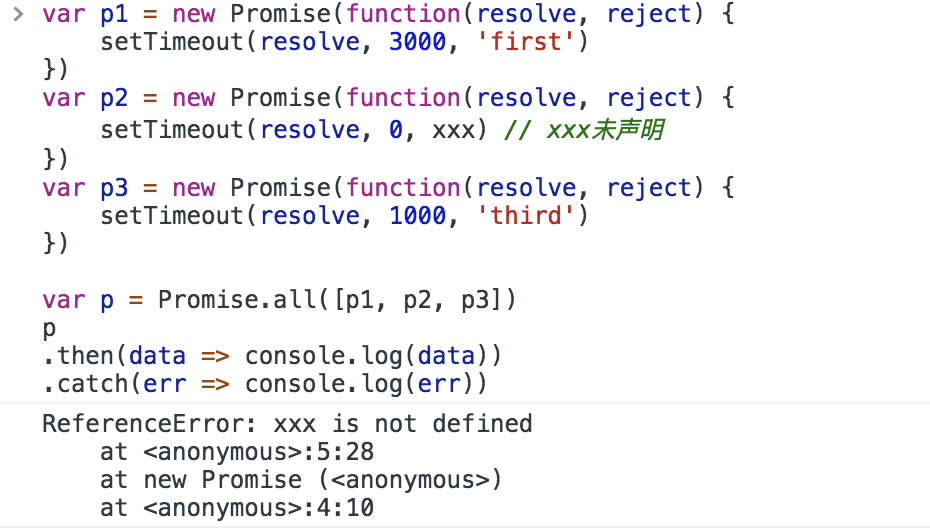 > var p1 = new Promise(function(resolve, reject) {
    setTimeout(resolve, 3000, 'first')
})
var p2 = new Promise(function(resolve, reject) {
    setTimeout(resolve, 0, xxx) // xxx未声明
})
var p3 = new Promise(function(resolve, reject) {
    setTimeout(resolve, 1000, 'third')
})

var p = Promise.all([p1, p2, p3])
p
.then(data => console.log(data))
.catch(err => console.log(err))
ReferenceError: xxx is not defined
    at <anonymous>:5:28
    at new Promise (<anonymous>)
    at <anonymous>:4:10